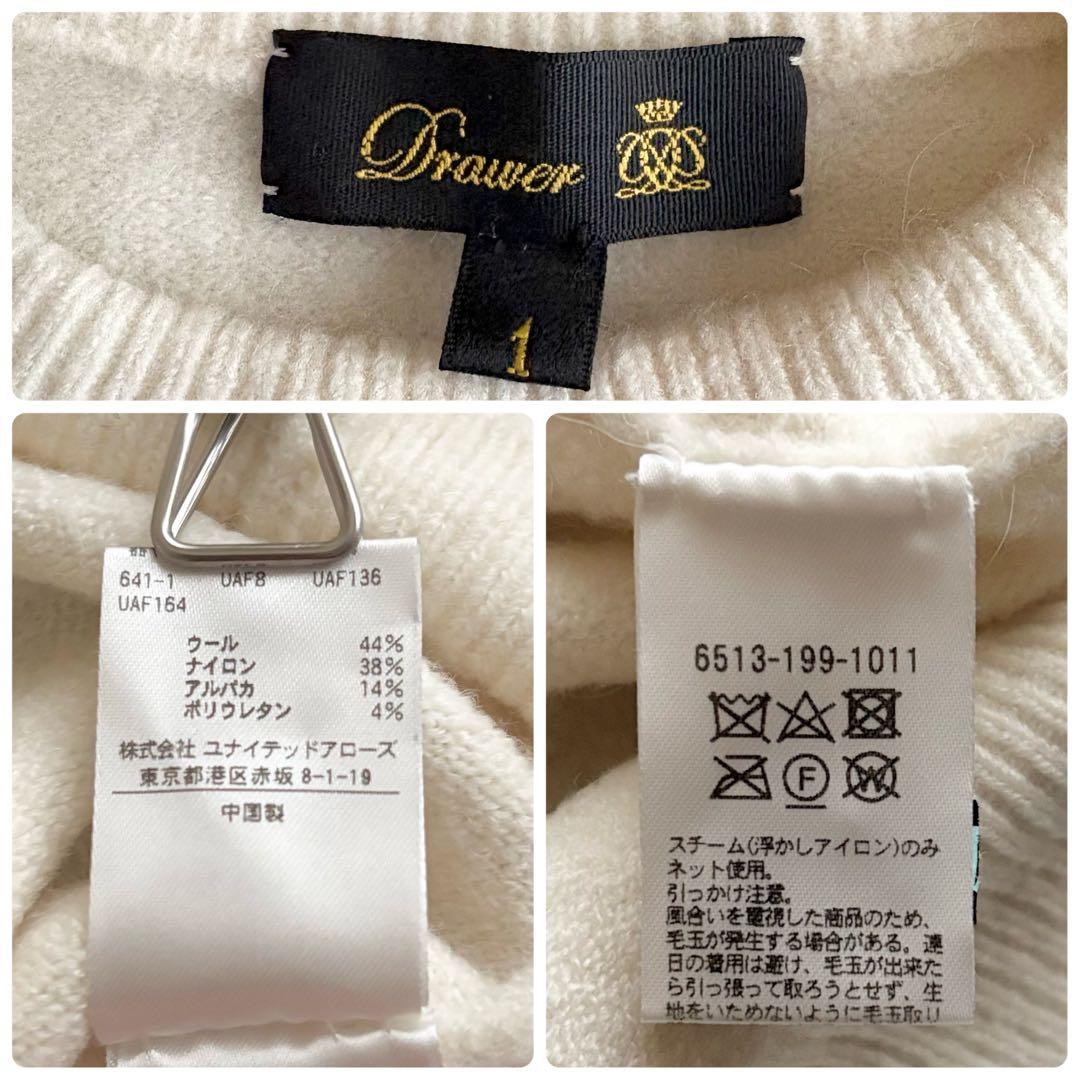 Drawer
1
641-1 UAF8 UAF136
UAF164
ウール 44%
ナイロン 38%
アルパカ 14%
ポリウレタン 4%
株式会社 ユナイテッドアローズ
東京都港区赤坂 8-1-19
中国製
6513-199-1011
F
W
スチーム(浮かしアイロン)のみ
ネット使用。
引っかけ注意。
風合いを重視した商品のため、
毛玉が発生する場合がある。連
日の着用は避け、毛玉が出来た
ら引っ張って取ろうとせず、生
地をいためないように毛玉取り